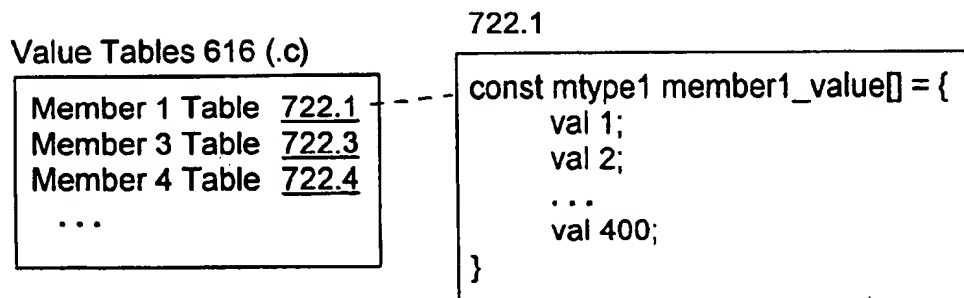 Value Tables 616 (.c)
Member 1 Table 722.1
Member 3 Table 722.3
Member 4 Table 722.4
. . .
722.1
const mtype1 member1_value[] = {
val 1;
val 2;
. . .
val 400;
}